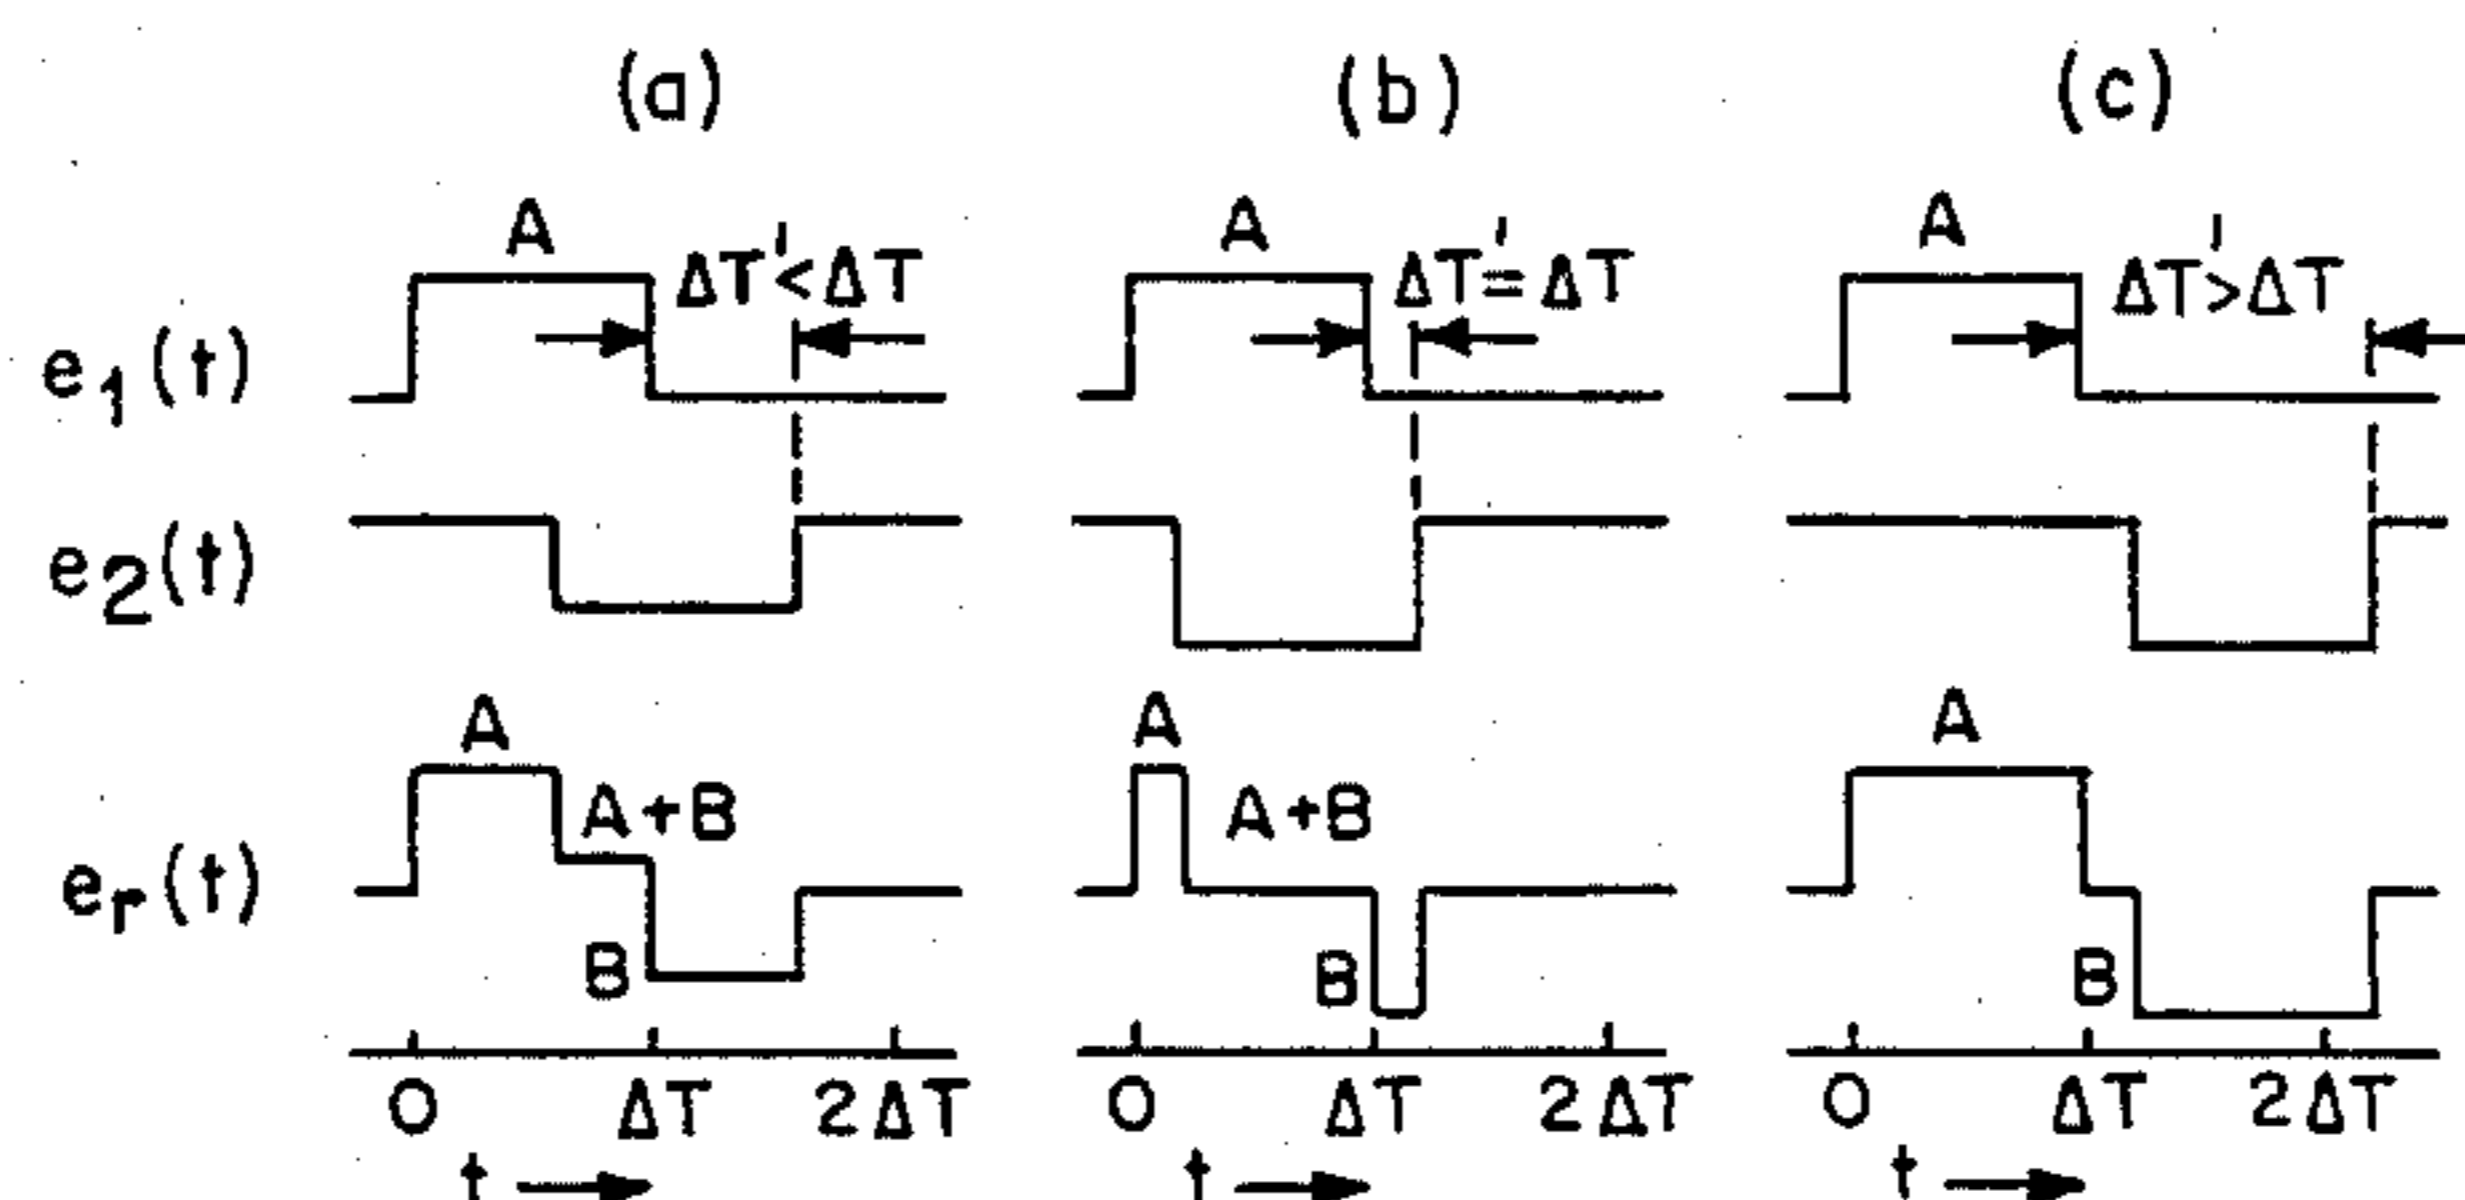 (a) (b) (c)
A A A
ΔT'<ΔT ΔT'=ΔT ΔT'>ΔT
e1(t)
e2(t)
A A A
A+B A+B
er(t)
B B B
0 ΔT 2ΔT 0 ΔT 2ΔT 0 ΔT 2ΔT
t t t